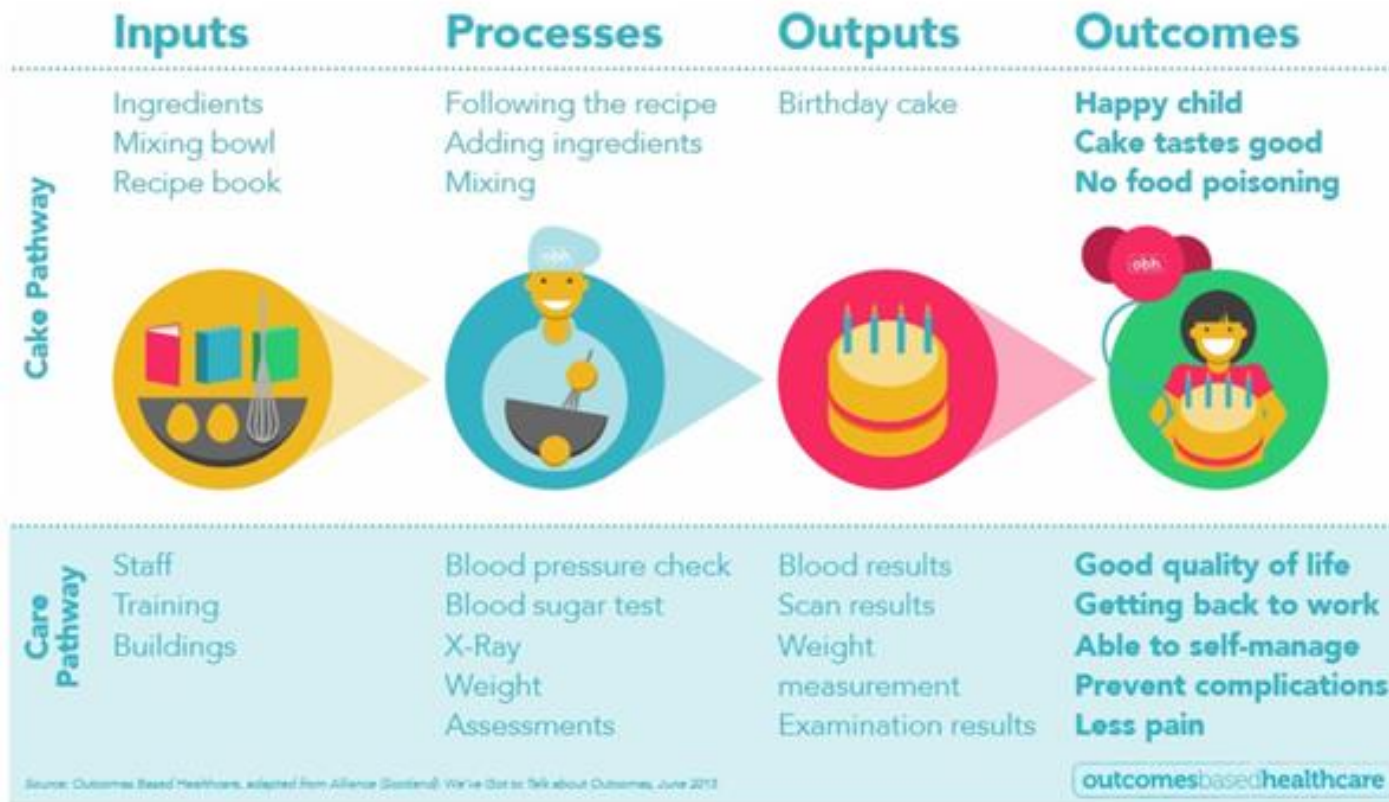 Inputs
Processes
Outputs
Outcomes
Cake Pathway
Ingredients
Mixing bowl
Recipe book
Following the recipe
Adding ingredients
Mixing
Birthday cake
Happy child
Cake tastes good
No food poisoning
obh
obh
Care
Pathway
Staff
Training
Buildings
Blood pressure check
Blood sugar test
X-Ray
Weight
Assessments
Blood results
Scan results
Weight
measurement
Examination results
Good quality of life
Getting back to work
Able to self-manage
Prevent complications
Less pain
Source: Outcomes Based Healthcare, adapted from Alliance (Scotland): We've Got to Talk about Outcomes, June 2013
outcomesbasedhealthcare